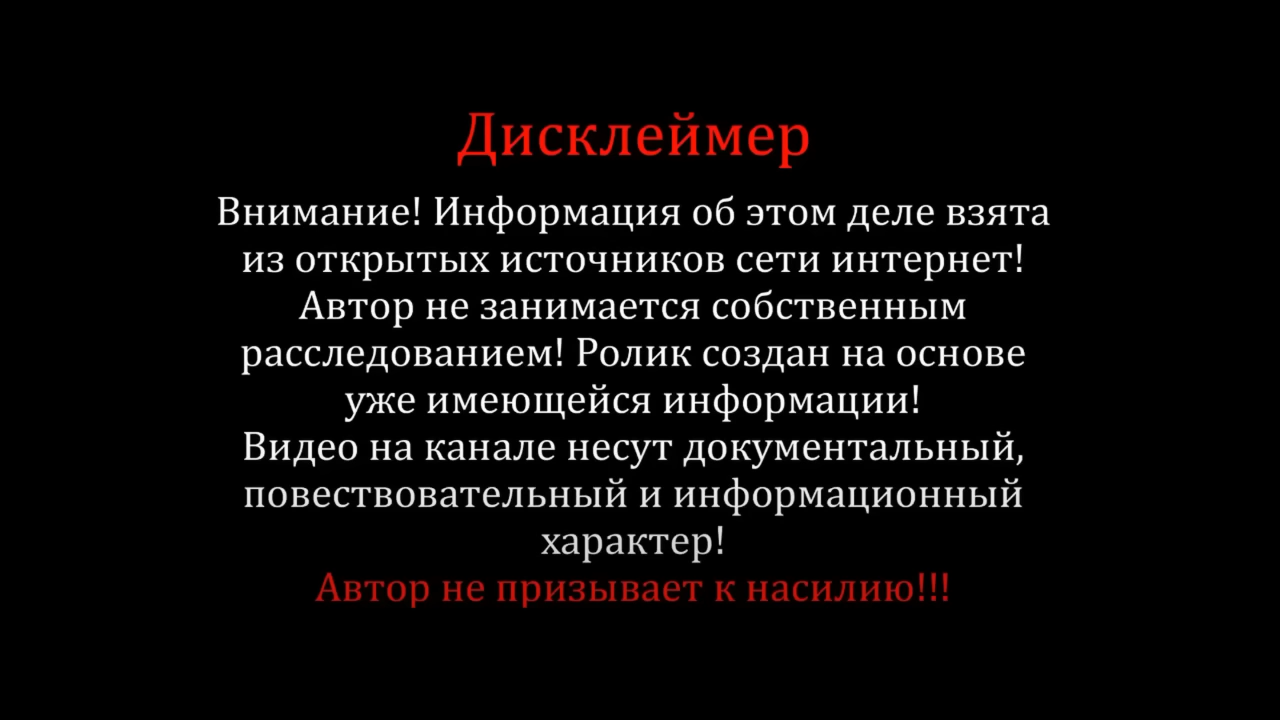 Дисклеймер
Внимание! Информация об этом деле взята
из открытых источников сети интернет!
Автор не занимается собственным
расследованием! Ролик создан на основе
уже имеющейся информации!
Видео на канале несут документальный,
повествовательный и информационный
характер!
Автор не призывает к насилию!!!